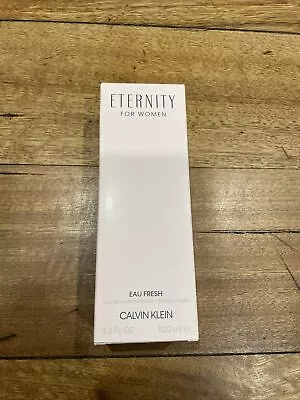 ETERNITY
FOR WOMEN
EAU FRESH
CALVIN KLEIN
3.3 FL OZ 100 ml e